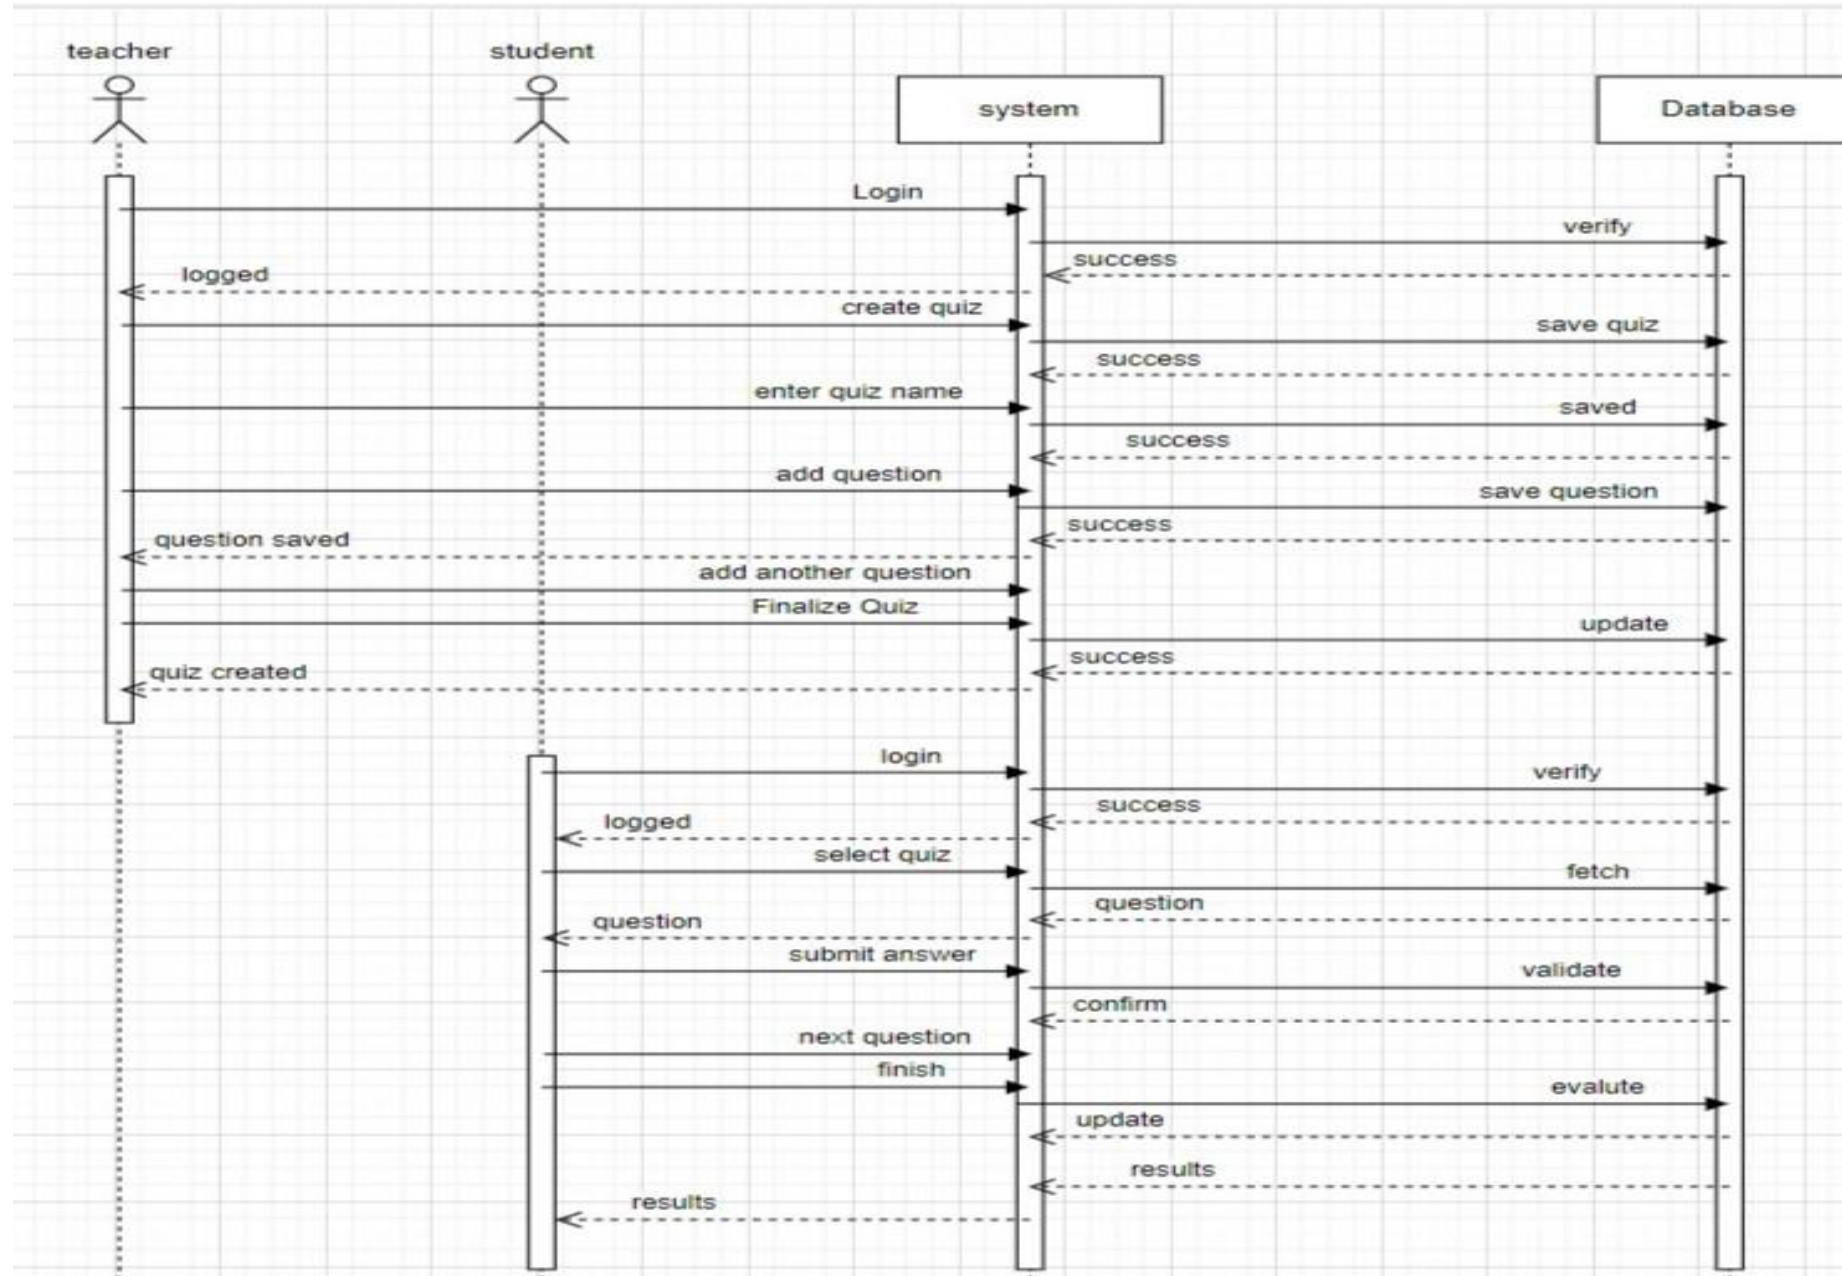 teacher
student
system
Database
Login
verify
success
logged
create quiz
save quiz
success
enter quiz name
saved
success
add question
save question
success
question saved
add another question
Finalize Quiz
update
success
quiz created
login
verify
success
logged
select quiz
fetch
question
question
submit answer
validate
confirm
next question
finish
evalute
update
results
results